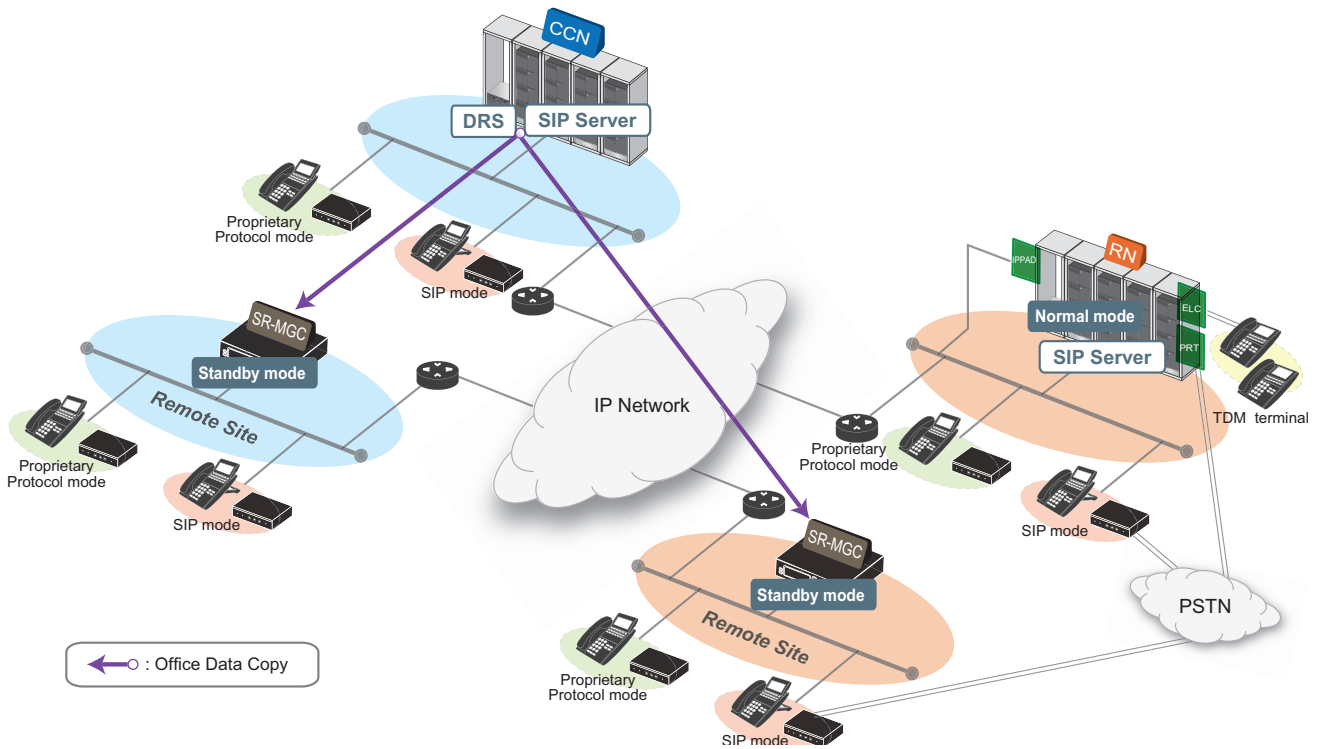 CCN
DRS
SIP Server
Proprietary
Protocol mode
SIP mode
SR-MGC
Standby mode
Remote Site
Proprietary
Protocol mode
SIP mode
IP Network
RN
IPPAD
ELC
PRT
Normal mode
SIP Server
TDM terminal
Proprietary
Protocol mode
SIP mode
SR-MGC
Standby mode
Remote Site
Proprietary
Protocol mode
SIP mode
PSTN
: Office Data Copy